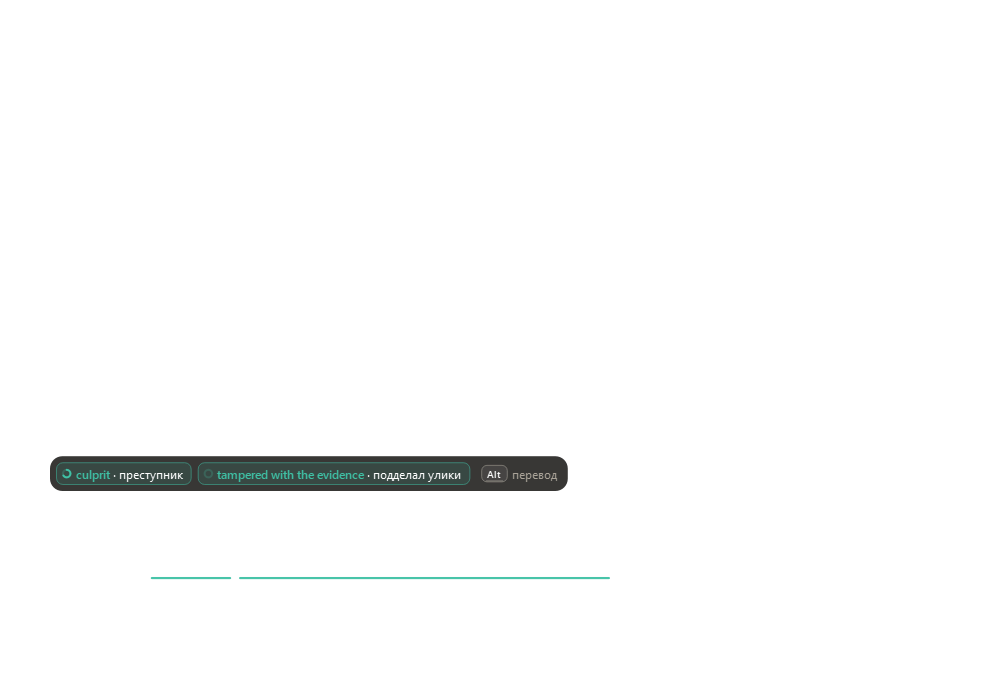 culprit · преступник tampered with the evidence · подделал улики Alt перевод